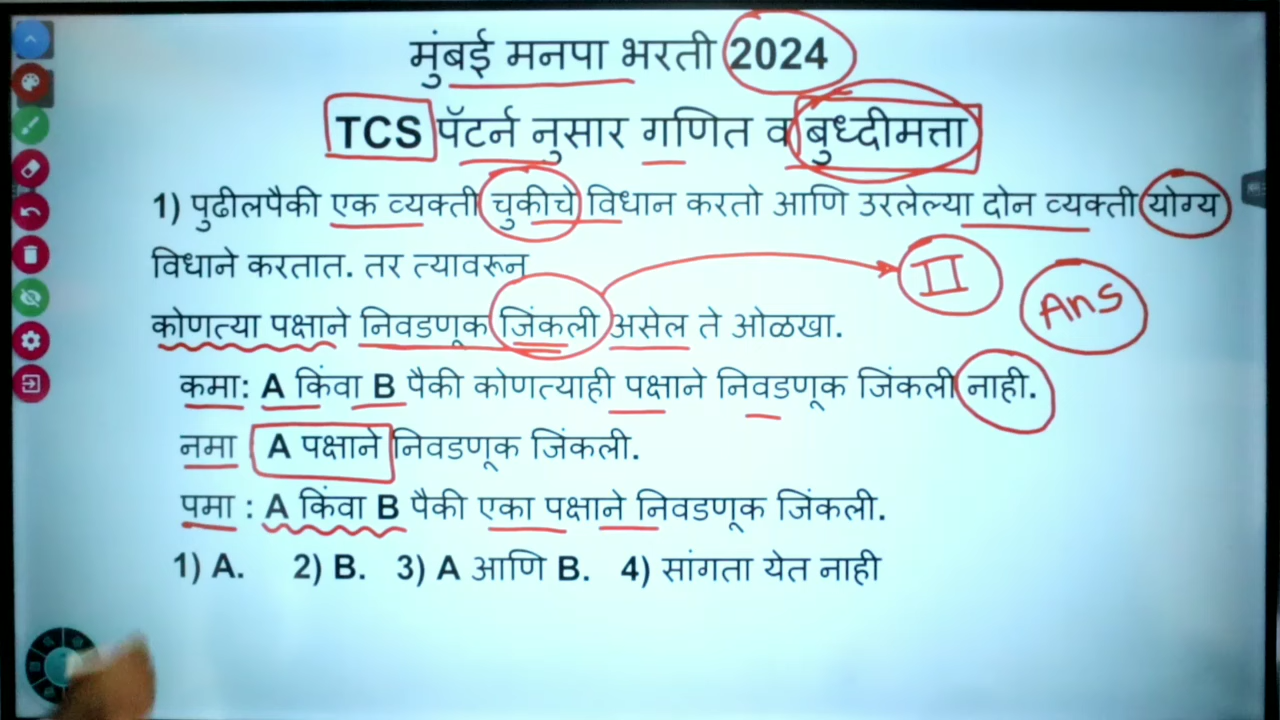 मुंबई मनपा भरती 2024
TCS पॅटर्न नुसार गणित व बुध्दीमत्ता
1) पुढीलपैकी एक व्यक्ती चुकीचे विधान करतो आणि उरलेल्या दोन व्यक्ती योग्य
विधाने करतात. तर त्यावरून
II
Ans
कोणत्या पक्षाने निवडणूक जिंकली असेल ते ओळखा.
कमा: A किंवा B पैकी कोणत्याही पक्षाने निवडणूक जिंकली नाही.
नमा A पक्षाने निवडणूक जिंकली.
पमा : A किंवा B पैकी एका पक्षाने निवडणूक जिंकली.
1) A. 2) B. 3) A आणि B. 4) सांगता येत नाही